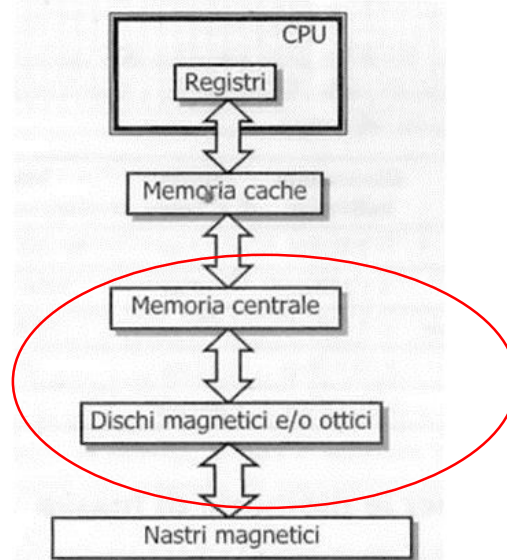 CPU
Registri
Memoria cache
Memoria centrale
Dischi magnetici e/o ottici
Nastri magnetici